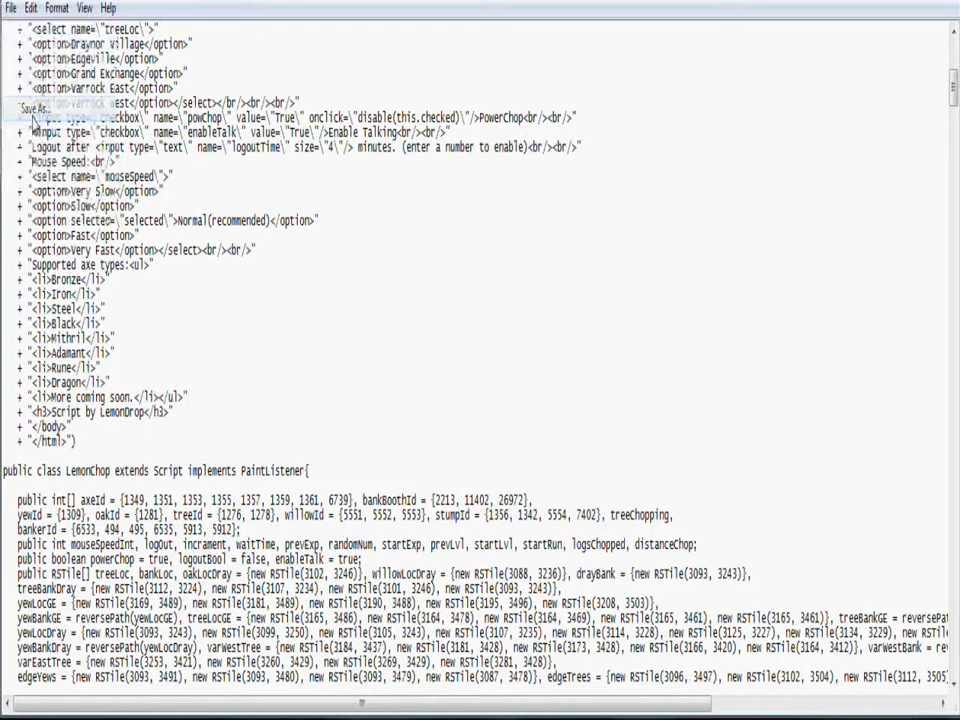 File Edit Format View Help
+ "<select name=\"treeLoc\">"
+ "<option>Draynor Village</option>"
+ "<option>Edgeville</option>"
+ "<option>Grand Exchange</option>"
+ "<option>Varrock East</option>"
"<option>Varrock West</option></select></br/><br/><br/>"
Save As...
+ "<input type=\"checkbox\" name=\"powChop\" value=\"True\" onclick=\"disable(this.checked)\"/>PowerChop<br/><br/>"
+ "<input type=\"checkbox\" name=\"enableTalk\" value=\"True\"/>Enable Talking<br/><br/>"
+ "Logout after <input type=\"text\" name=\"logoutTime\" size=\"4\"/> minutes. (enter a number to enable)<br/><br/>"
+ "Mouse Speed:<br/>"
+ "<select name=\"mouseSpeed\">"
+ "<option>Very Slow</option>"
+ "<option>Slow</option>"
+ "<option selected=\"selected\">Normal(recommended)</option>"
+ "<option>Fast</option>"
+ "<option>Very Fast</option></select><br/><br/>"
+ "Supported axe types:<ul>"
+ "<li>Bronze</li>"
+ "<li>Iron</li>"
+ "<li>Steel</li>"
+ "<li>Black</li>"
+ "<li>Mithril</li>"
+ "<li>Adamant</li>"
+ "<li>Rune</li>"
+ "<li>Dragon</li>"
+ "<li>More coming soon.</li></ul>"
+ "<h3>Script by LemonDrop</h3>"
+ "</body>"
+ "</html>")
public class LemonChop extends Script implements PaintListener{
public int[] axeId = {1349, 1351, 1353, 1355, 1357, 1359, 1361, 6739}, bankBoothId = {2213, 11402, 26972},
yewId = {1309}, oakId = {1281}, treeId = {1276, 1278}, willowId = {5551, 5552, 5553}, stumpId = {1356, 1342, 5554, 7402}, treeChopping,
bankerId = {6533, 494, 495, 6535, 5913, 5912};
public int mouseSpeedInt, logOut, incrament, waitTime, prevExp, randomNum, startExp, prevLvl, startLvl, startRun, logsChopped, distanceChop;
public boolean powerChop = true, logoutBool = false, enableTalk = true;
public RSTile[] treeLoc, bankLoc, oakLocDray = {new RSTile(3102, 3246)}, willowLocDray = {new RSTile(3088, 3236)}, drayBank = {new RSTile(3093, 3243)},
treeBankDray = {new RSTile(3112, 3224), new RSTile(3107, 3234), new RSTile(3101, 3246), new RSTile(3093, 3243)},
yewLocGE = {new RSTile(3169, 3489), new RSTile(3181, 3489), new RSTile(3190, 3488), new RSTile(3195, 3496), new RSTile(3208, 3503)},
yewBankGE = reversePath(yewLocGE), treeLocGE = {new RSTile(3165, 3486), new RSTile(3164, 3478), new RSTile(3164, 3469), new RSTile(3165, 3461), new RSTile(3165, 3461)}, treeBankGE = reversePat
yewLocDray = {new RSTile(3093, 3243), new RSTile(3099, 3250), new RSTile(3105, 3243), new RSTile(3107, 3235), new RSTile(3114, 3228), new RSTile(3125, 3227), new RSTile(3134, 3229), new RSTile
yewBankDray = reversePath(yewLocDray), varWestTree = {new RSTile(3184, 3437), new RSTile(3181, 3428), new RSTile(3173, 3428), new RSTile(3166, 3420), new RSTile(3164, 3412)}, varWestBank = rev
varEastTree = {new RSTile(3253, 3421), new RSTile(3260, 3429), new RSTile(3269, 3429), new RSTile(3281, 3428)},
edgeYews = {new RSTile(3093, 3491), new RSTile(3093, 3480), new RSTile(3093, 3479), new RSTile(3087, 3478)}, edgeTrees = {new RSTile(3096, 3497), new RSTile(3102, 3504), new RSTile(3112, 3505)